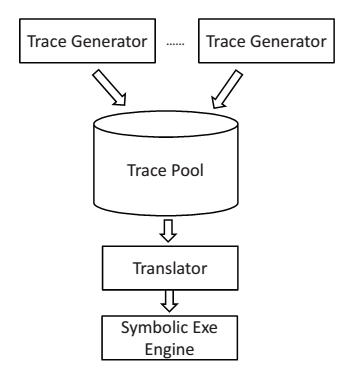 Trace Generator ...... Trace Generator
Trace Pool
Translator
Symbolic Exe
Engine